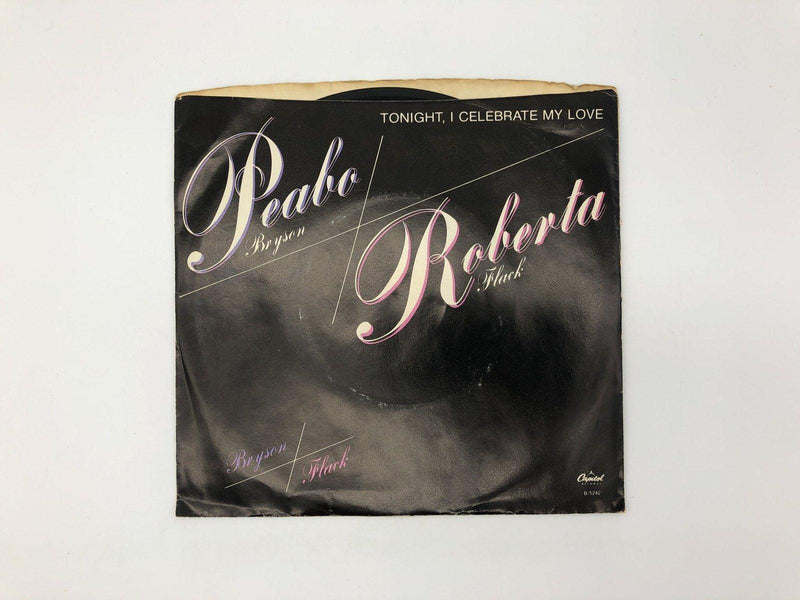 TONIGHT, I CELEBRATE MY LOVE
Peabo
Bryson
Roberta
Flack
Bryson
Flack
Capitol
B-5242